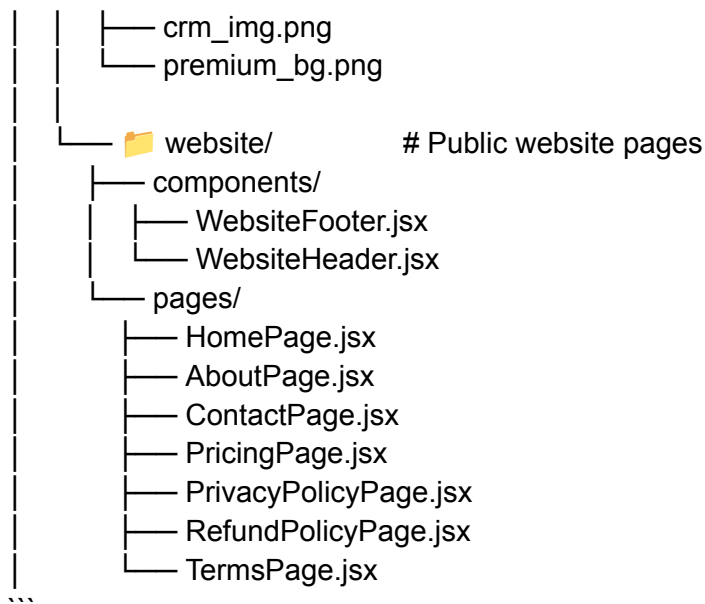 │ │ ├── crm_img.png
│ │ └── premium_bg.png
│ │
│ └── 📁 website/ # Public website pages
│ ├── components/
│ │ ├── WebsiteFooter.jsx
│ │ └── WebsiteHeader.jsx
│ └── pages/
│ ├── HomePage.jsx
│ ├── AboutPage.jsx
│ ├── ContactPage.jsx
│ ├── PricingPage.jsx
│ ├── PrivacyPolicyPage.jsx
│ ├── RefundPolicyPage.jsx
│ └── TermsPage.jsx
```